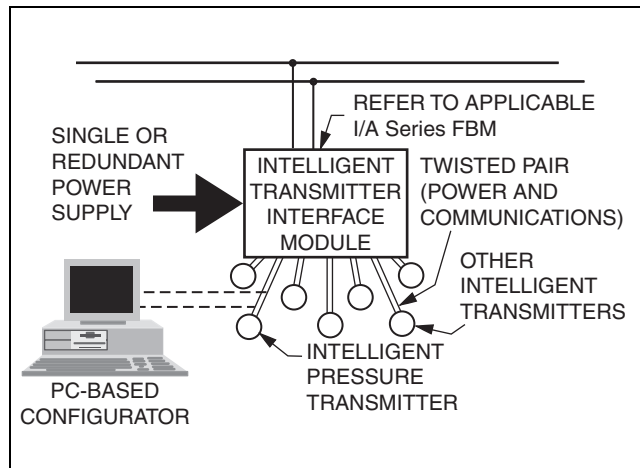 REFER TO APPLICABLE
I/A Series FBM
SINGLE OR
REDUNDANT
POWER
SUPPLY
INTELLIGENT
TRANSMITTER
INTERFACE
MODULE
TWISTED PAIR
(POWER AND
COMMUNICATIONS)
OTHER
INTELLIGENT
TRANSMITTERS
INTELLIGENT
PRESSURE
TRANSMITTER
PC-BASED
CONFIGURATOR